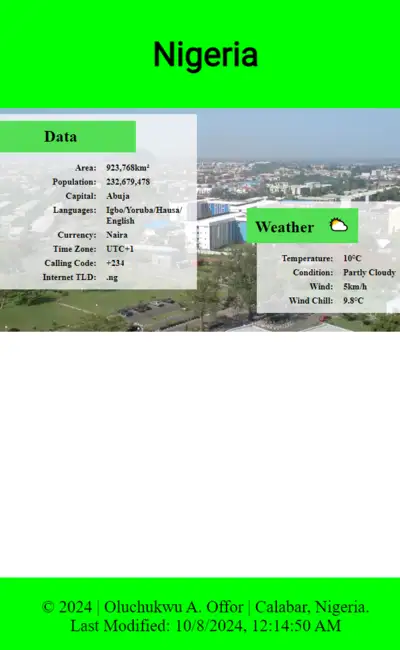 Nigeria
Data
Area: 923,768km²
Population: 232,679,478
Capital: Abuja
Languages: Igbo/Yoruba/Hausa/
English
Currency: Naira
Time Zone: UTC+1
Calling Code: +234
Internet TLD: .ng
Weather
Temperature: 10°C
Condition: Partly Cloudy
Wind: 5km/h
Wind Chill: 9.8°C
© 2024 | Oluchukwu A. Offor | Calabar, Nigeria.
Last Modified: 10/8/2024, 12:14:50 AM